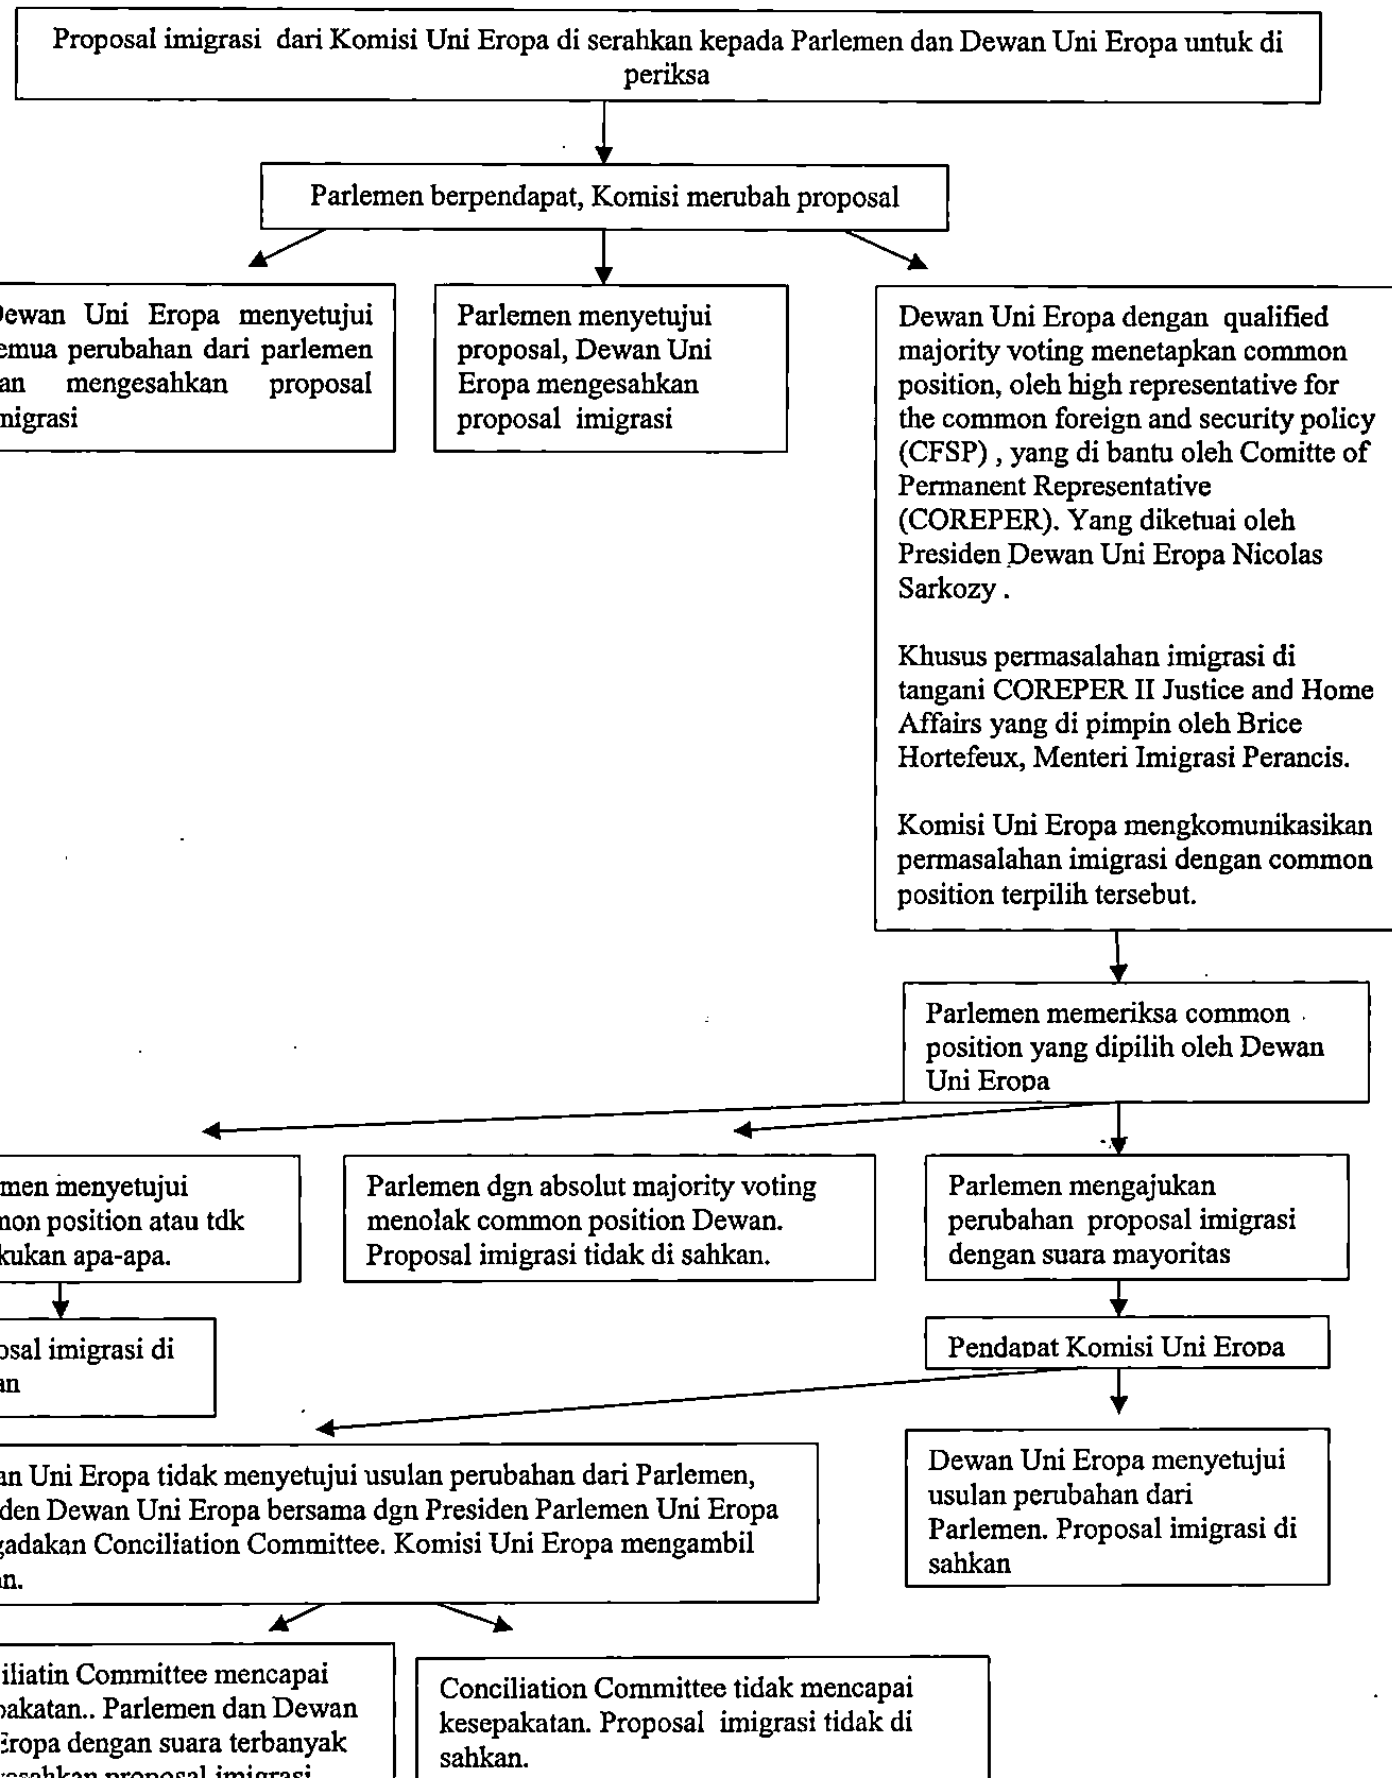 Proposal imigrasi dari Komisi Uni Eropa di serahkan kepada Parlemen dan Dewan Uni Eropa untuk di
periksa
Parlemen berpendapat, Komisi merubah proposal
Dewan Uni Eropa menyetujui
emua perubahan dari parlemen
an mengesahkan proposal
migrasi
Parlemen menyetujui
proposal, Dewan Uni
Eropa mengesahkan
proposal imigrasi
Dewan Uni Eropa dengan qualified
majority voting menetapkan common
position, oleh high representative for
the common foreign and security policy
(CFSP) , yang di bantu oleh Comitte of
Permanent Representative
(COREPER). Yang diketuai oleh
Presiden Dewan Uni Eropa Nicolas
Sarkozy .
Khusus permasalahan imigrasi di
tangani COREPER II Justice and Home
Affairs yang di pimpin oleh Brice
Hortefeux, Menteri Imigrasi Perancis.
Komisi Uni Eropa mengkomunikasikan
permasalahan imigrasi dengan common
position terpilih tersebut.
Parlemen memeriksa common
position yang dipilih oleh Dewan
Uni Eropa
men menyetujui
mon position atau tdk
kukan apa-apa.
Parlemen dgn absolut majority voting
menolak common position Dewan.
Proposal imigrasi tidak di sahkan.
Parlemen mengajukan
perubahan proposal imigrasi
dengan suara mayoritas
osal imigrasi di
an
Pendapat Komisi Uni Eropa
an Uni Eropa tidak menyetujui usulan perubahan dari Parlemen,
iden Dewan Uni Eropa bersama dgn Presiden Parlemen Uni Eropa
gadakan Conciliation Committee. Komisi Uni Eropa mengambil
an.
Dewan Uni Eropa menyetujui
usulan perubahan dari
Parlemen. Proposal imigrasi di
sahkan
iliatin Committee mencapai
pakatan.. Parlemen dan Dewan
Eropa dengan suara terbanyak
gesahkan proposal imigrasi
Conciliation Committee tidak mencapai
kesepakatan. Proposal imigrasi tidak di
sahkan.